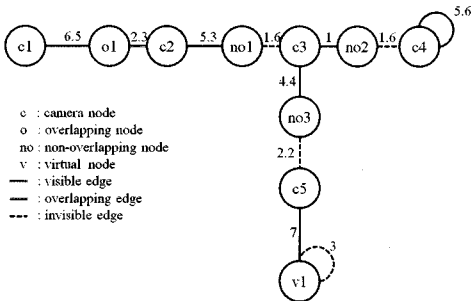 5.6
6.5 2.3 5.3 1.6 1 1.6
c1 o1 c2 no1 c3 no2 c4
4.4
no3
c : camera node
o : overlapping node
no : non-overlapping node
v : virtual node
: visible edge
: overlapping edge
: invisible edge
2.2
c5
7
3
v1